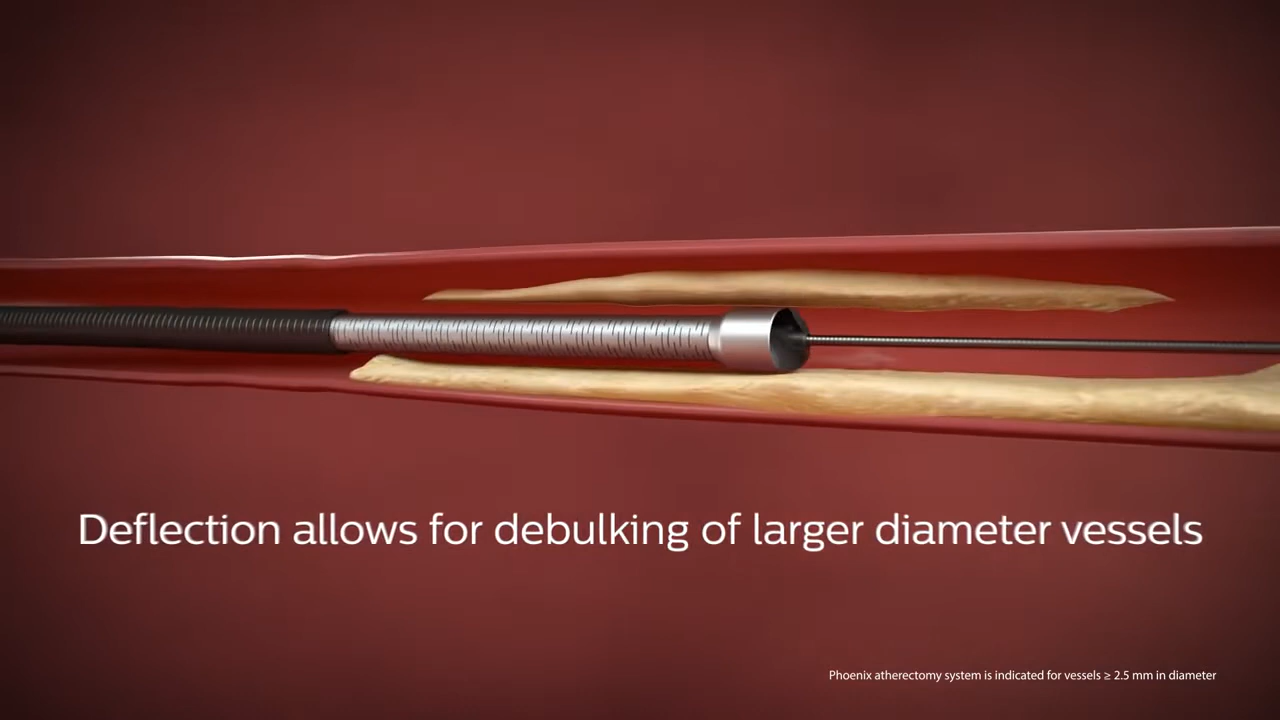 Deflection allows for debulking of larger diameter vessels
Phoenix atherectomy system is indicated for vessels ≥ 2.5 mm in diameter